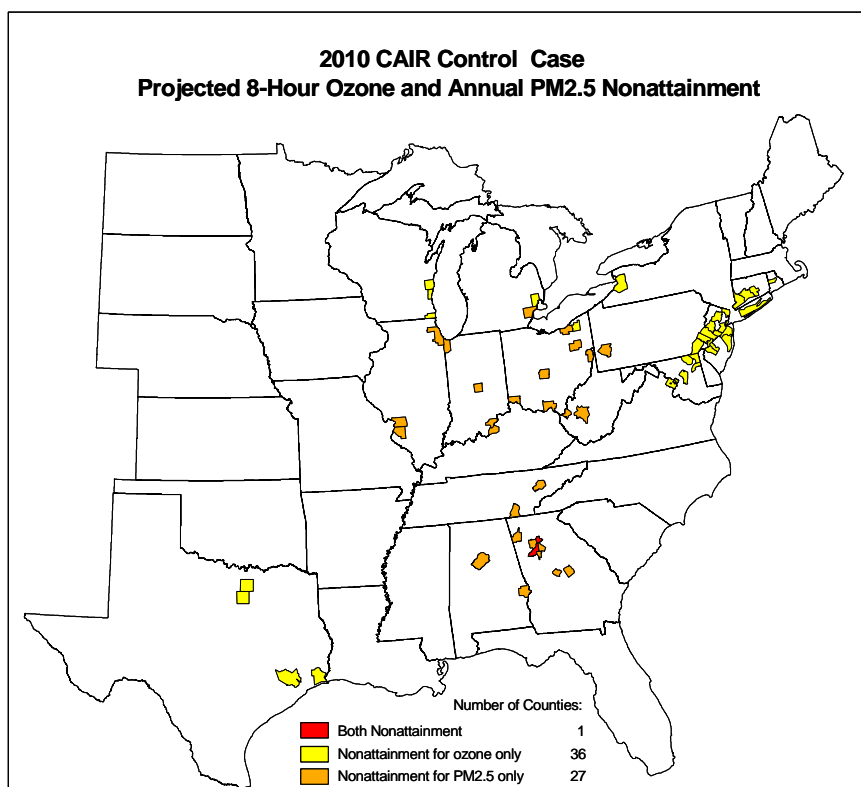 2010 CAIR Control Case
Projected 8-Hour Ozone and Annual PM2.5 Nonattainment
Number of Counties:
Both Nonattainment 1
Nonattainment for ozone only 36
Nonattainment for PM2.5 only 27